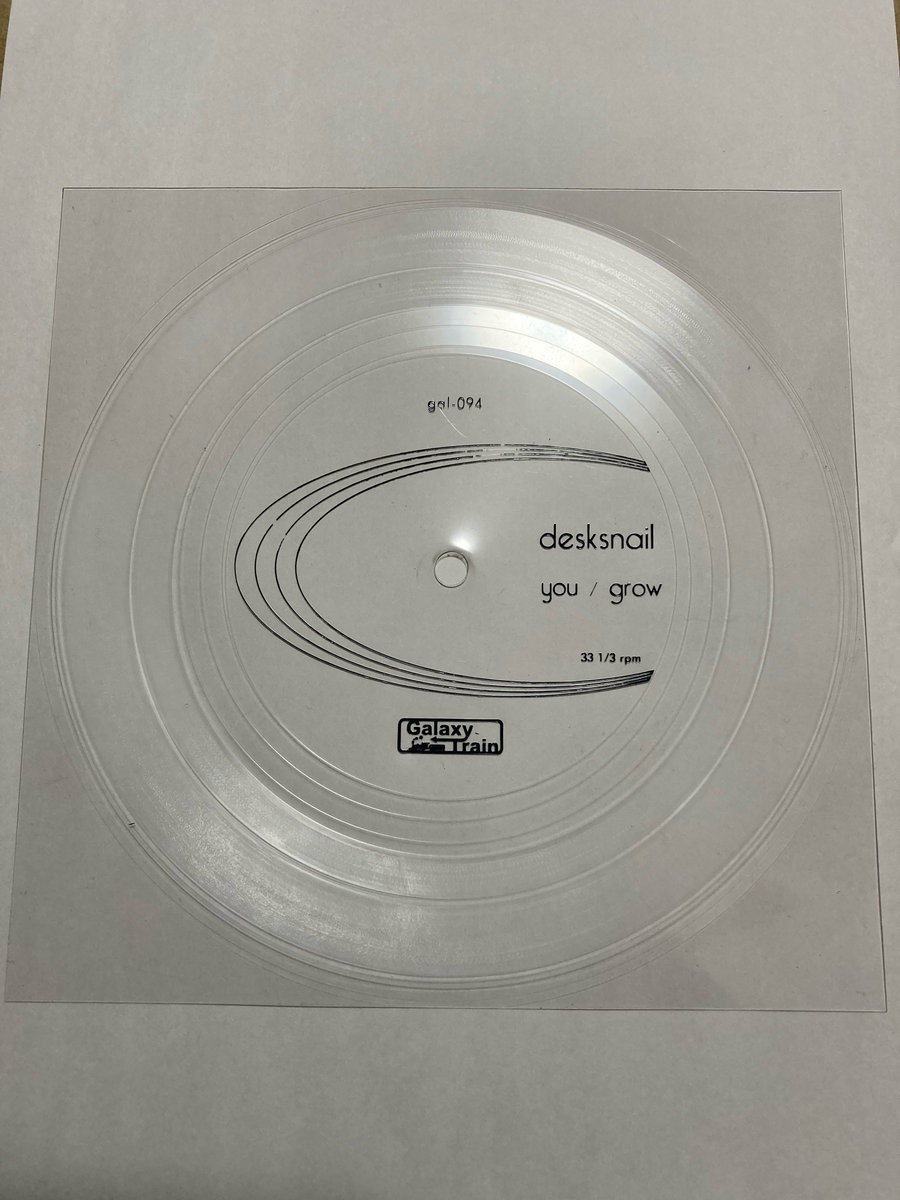 gal-094
desksnail
you / grow
33 1/3 rpm
Galaxy
Train